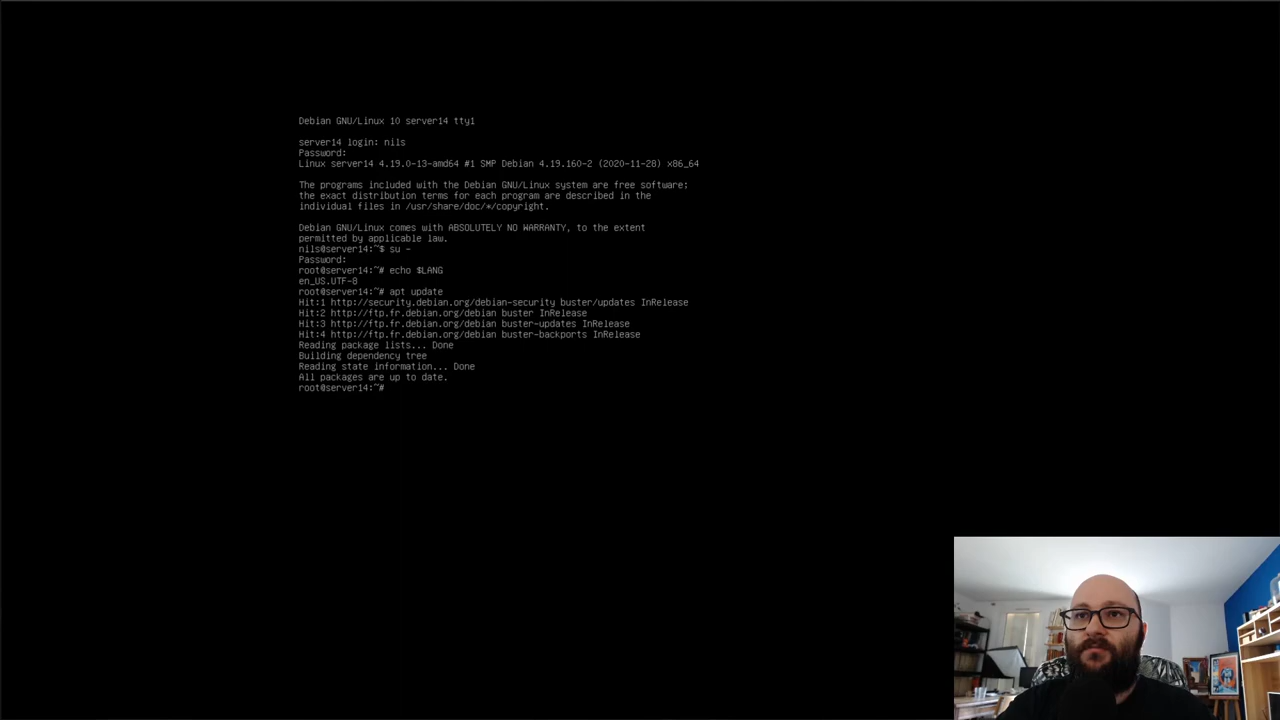 Debian GNU/Linux 10 server14 tty1
server14 login: nils
Password:
Linux server14 4.19.0-13-amd64 #1 SMP Debian 4.19.160-2 (2020-11-28) x86_64
The programs included with the Debian GNU/Linux system are free software;
the exact distribution terms for each program are described in the
individual files in /usr/share/doc/*/copyright.
Debian GNU/Linux comes with ABSOLUTELY NO WARRANTY, to the extent
permitted by applicable law.
nils@server14:~$ su -
Password:
root@server14:~# echo $LANG
en_US.UTF-8
root@server14:~# apt update
Hit:1 http://security.debian.org/debian-security buster/updates InRelease
Hit:2 http://ftp.fr.debian.org/debian buster InRelease
Hit:3 http://ftp.fr.debian.org/debian buster-updates InRelease
Hit:4 http://ftp.fr.debian.org/debian buster-backports InRelease
Reading package lists... Done
Building dependency tree
Reading state information... Done
All packages are up to date.
root@server14:~#